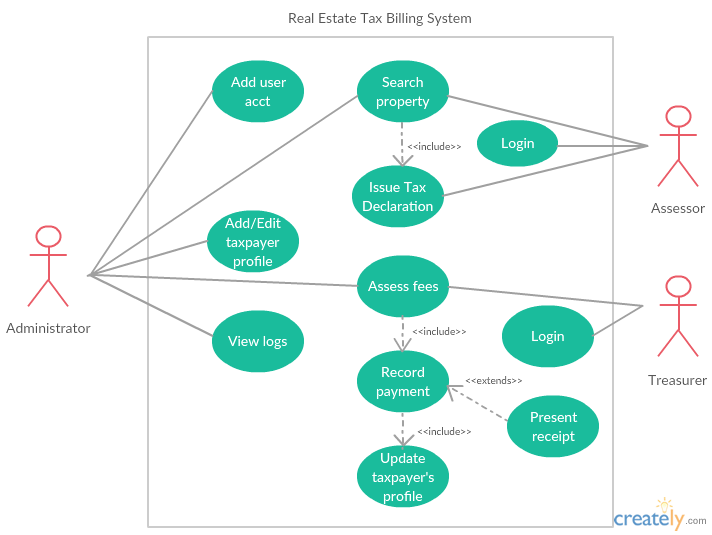 Real Estate Tax Billing System
Add user
acct
Search
property
<<include>>
Login
Issue Tax
Declaration
Assessor
Add/Edit
taxpayer
profile
Administrator
Assess fees
View logs
<<include>>
Login
Treasurer
Record
payment
<<extends>>
Present
receipt
<<include>>
Update
taxpayer's
profile
creately.com